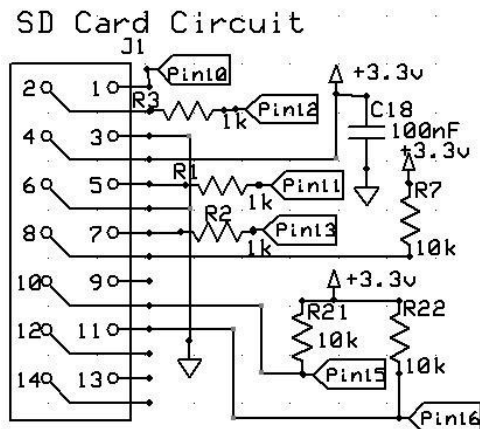 SD Card Circuit
J1
Pin10
+3.3v
2 1
R3
1k
Pin12
C18
100nF
4 3
+3.3v
R1
6 5
1k
Pin11
R7
R2
8 7
1k
Pin13
10k
10 9
+3.3v
R21
R22
12 11
10k
10k
14 13
Pin15
Pin16